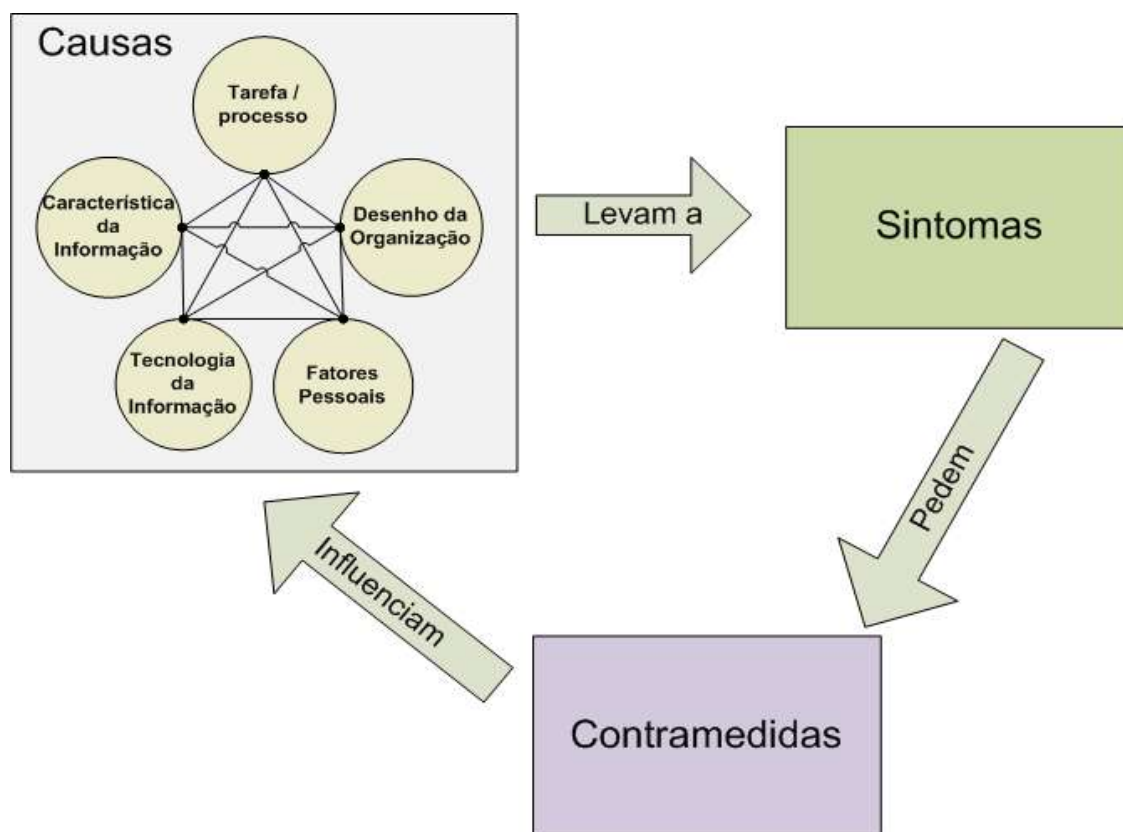 Causas
Tarefa /
processo
Característica
da
Informação
Desenho da
Organização
Tecnologia
da
Informação
Fatores
Pessoais
Levam a
Sintomas
Pedem
Contramedidas
Influenciam